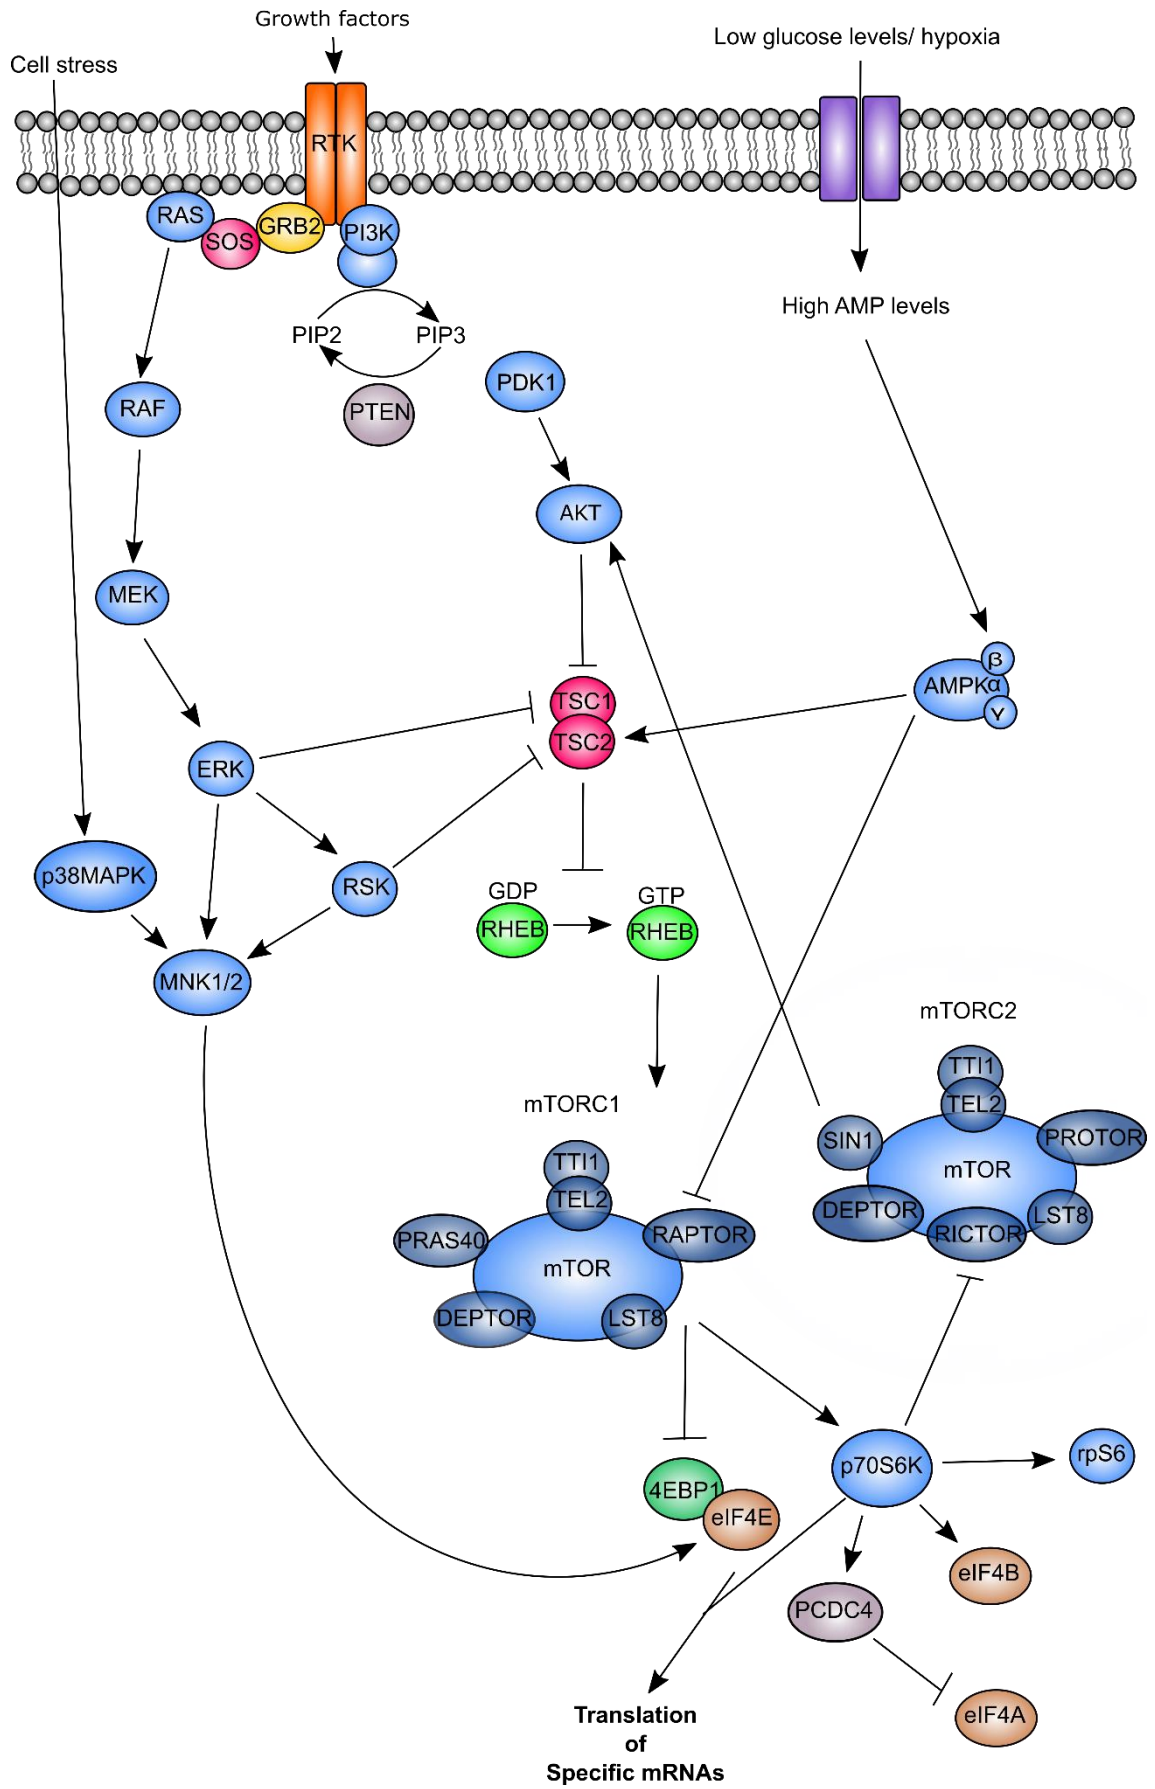 Growth factors
Low glucose levels/ hypoxia
Cell stress
RTK
RAS
SOS
GRB2
PI3K
High AMP levels
PIP2
PIP3
PDK1
RAF
PTEN
AKT
MEK
β
AMPK
α
γ
TSC1
TSC2
ERK
p38MAPK
RSK
GDP
GTP
RHEB
RHEB
MNK1/2
mTORC2
TTI1
TEL2
mTORC1
SIN1
PROTOR
mTOR
TTI1
TEL2
DEPTOR
LST8
RICTOR
PRAS40
RAPTOR
mTOR
DEPTOR
LST8
p70S6K
rpS6
4EBP1
eIF4E
eIF4B
PCDC4
eIF4A
Translation
of
Specific mRNAs